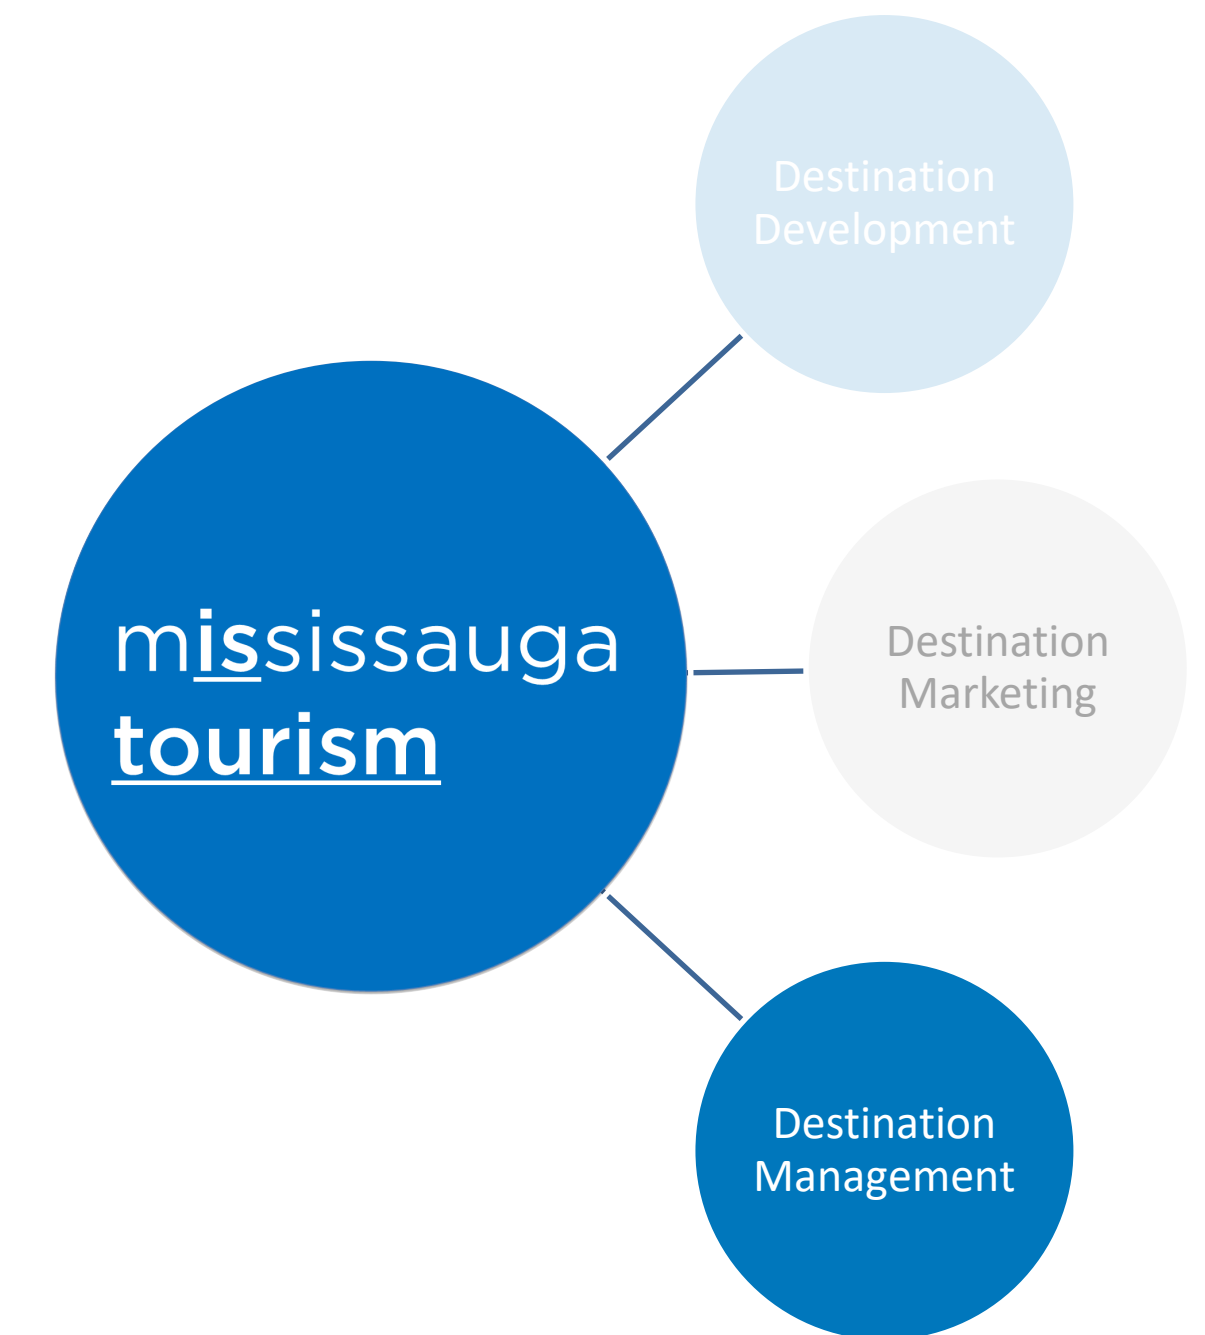 Destination
Development
mississauga
tourism
Destination
Marketing
Destination
Management